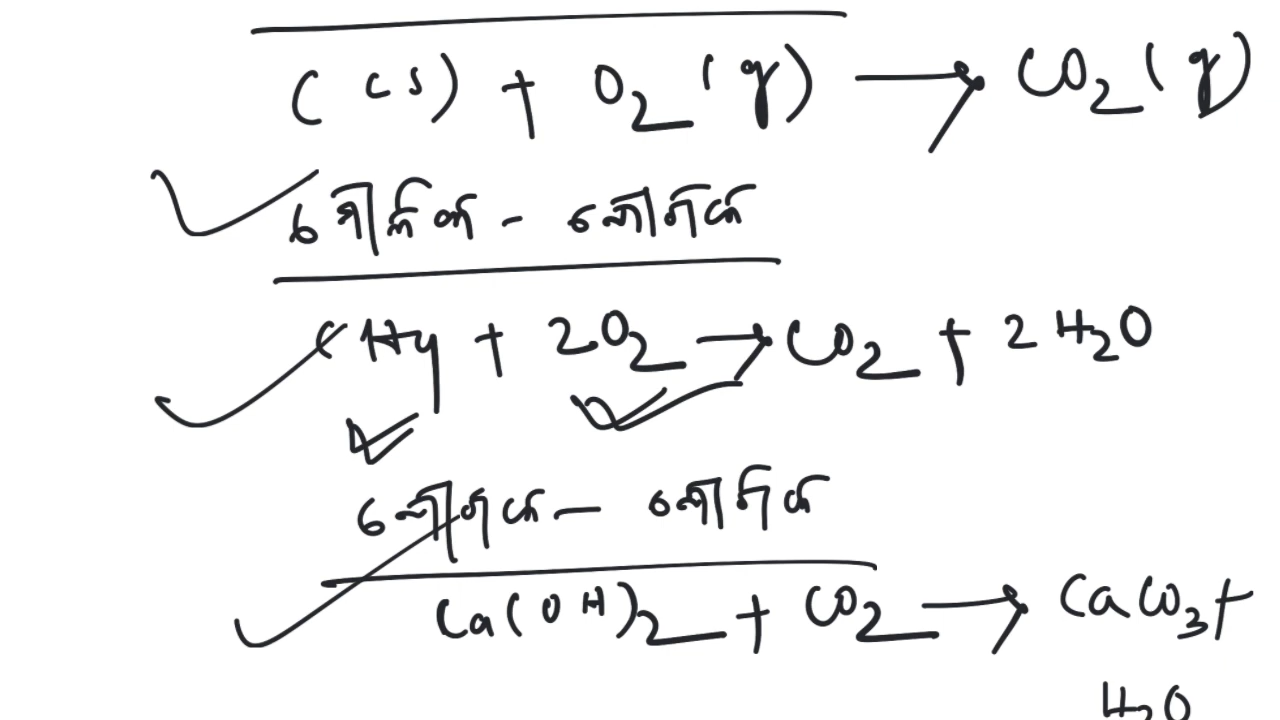 C (s) + O2 (g) → CO2 (g)
মৌলিক - মৌলিক
CH4 + 2O2 → CO2 + 2H2O
যৌগিক - মৌলিক
Ca(OH)2 + CO2 → CaCO3 +
H2O